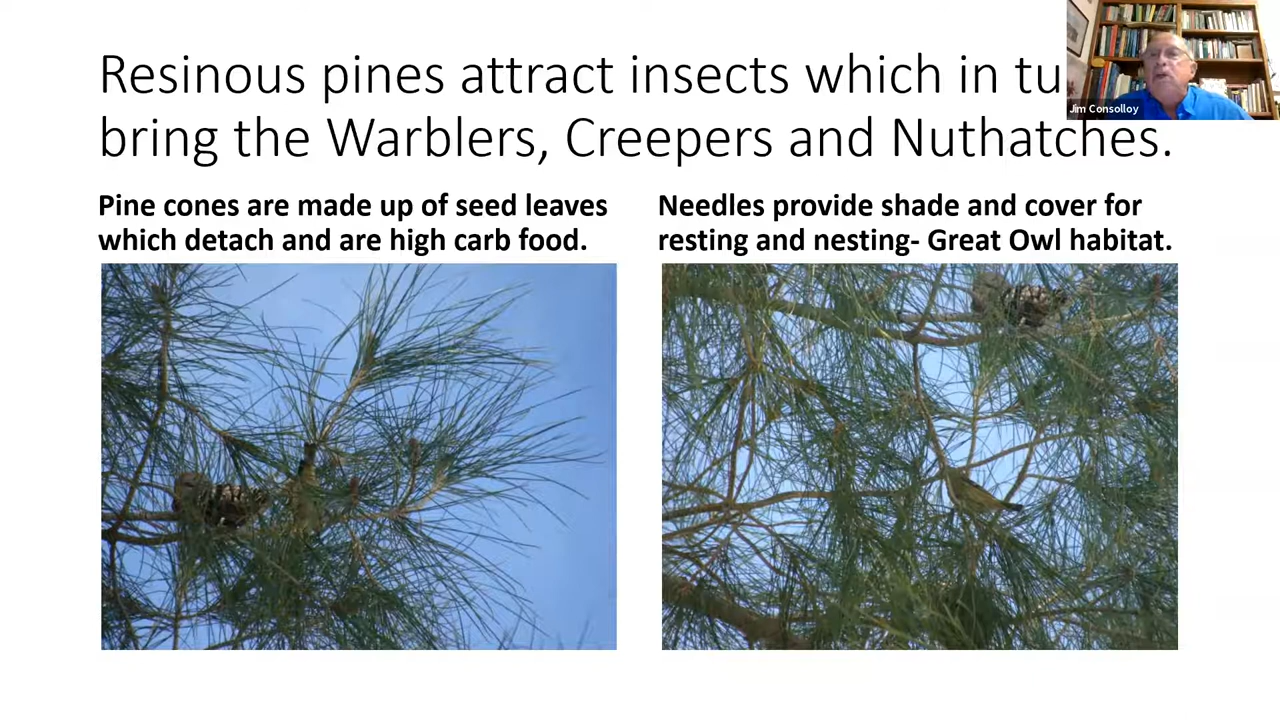 Resinous pines attract insects which in tu
bring the Warblers, Creepers and Nuthatches.
Jim Consolloy
Pine cones are made up of seed leaves
which detach and are high carb food.
Needles provide shade and cover for
resting and nesting- Great Owl habitat.